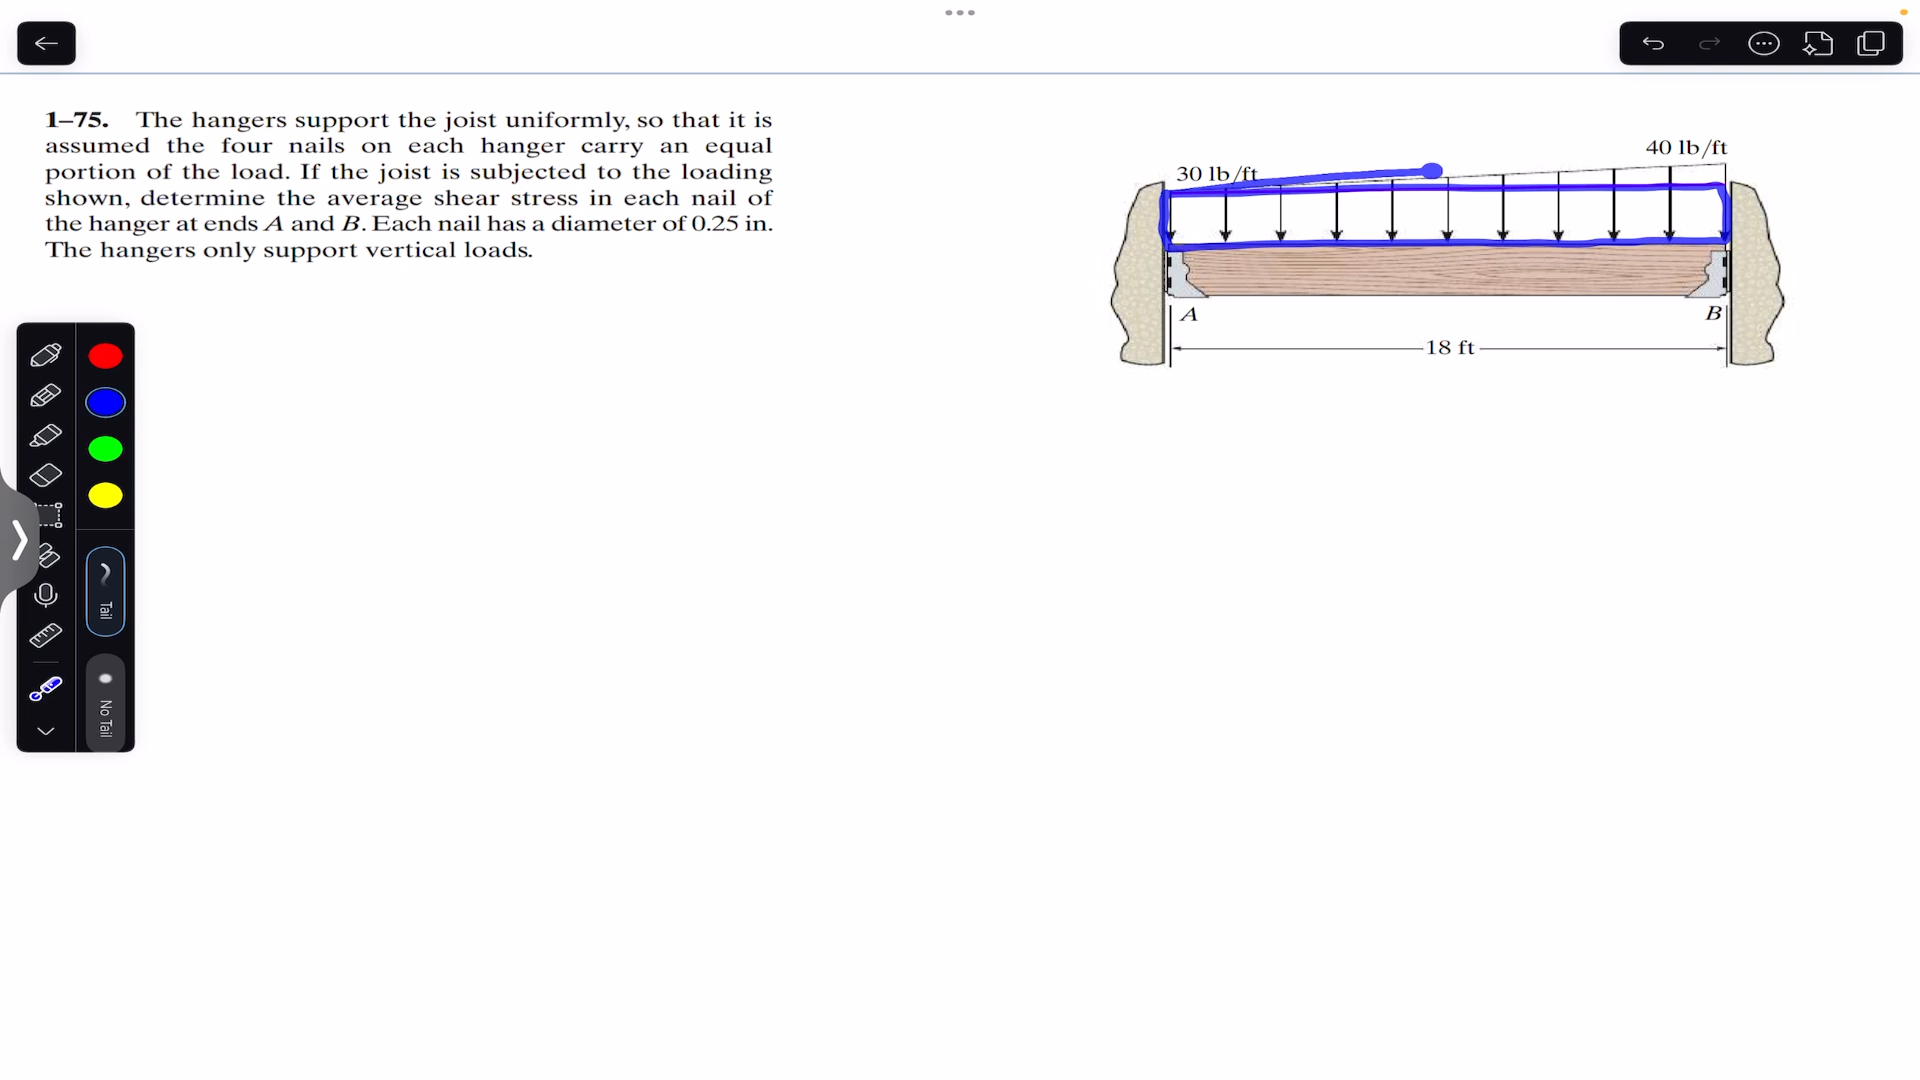 1–75. The hangers support the joist uniformly, so that it is
assumed the four nails on each hanger carry an equal
portion of the load. If the joist is subjected to the loading
shown, determine the average shear stress in each nail of
the hanger at ends A and B. Each nail has a diameter of 0.25 in.
The hangers only support vertical loads.
40 lb/ft
30 lb/ft
A
B
18 ft
Tail
No Tail